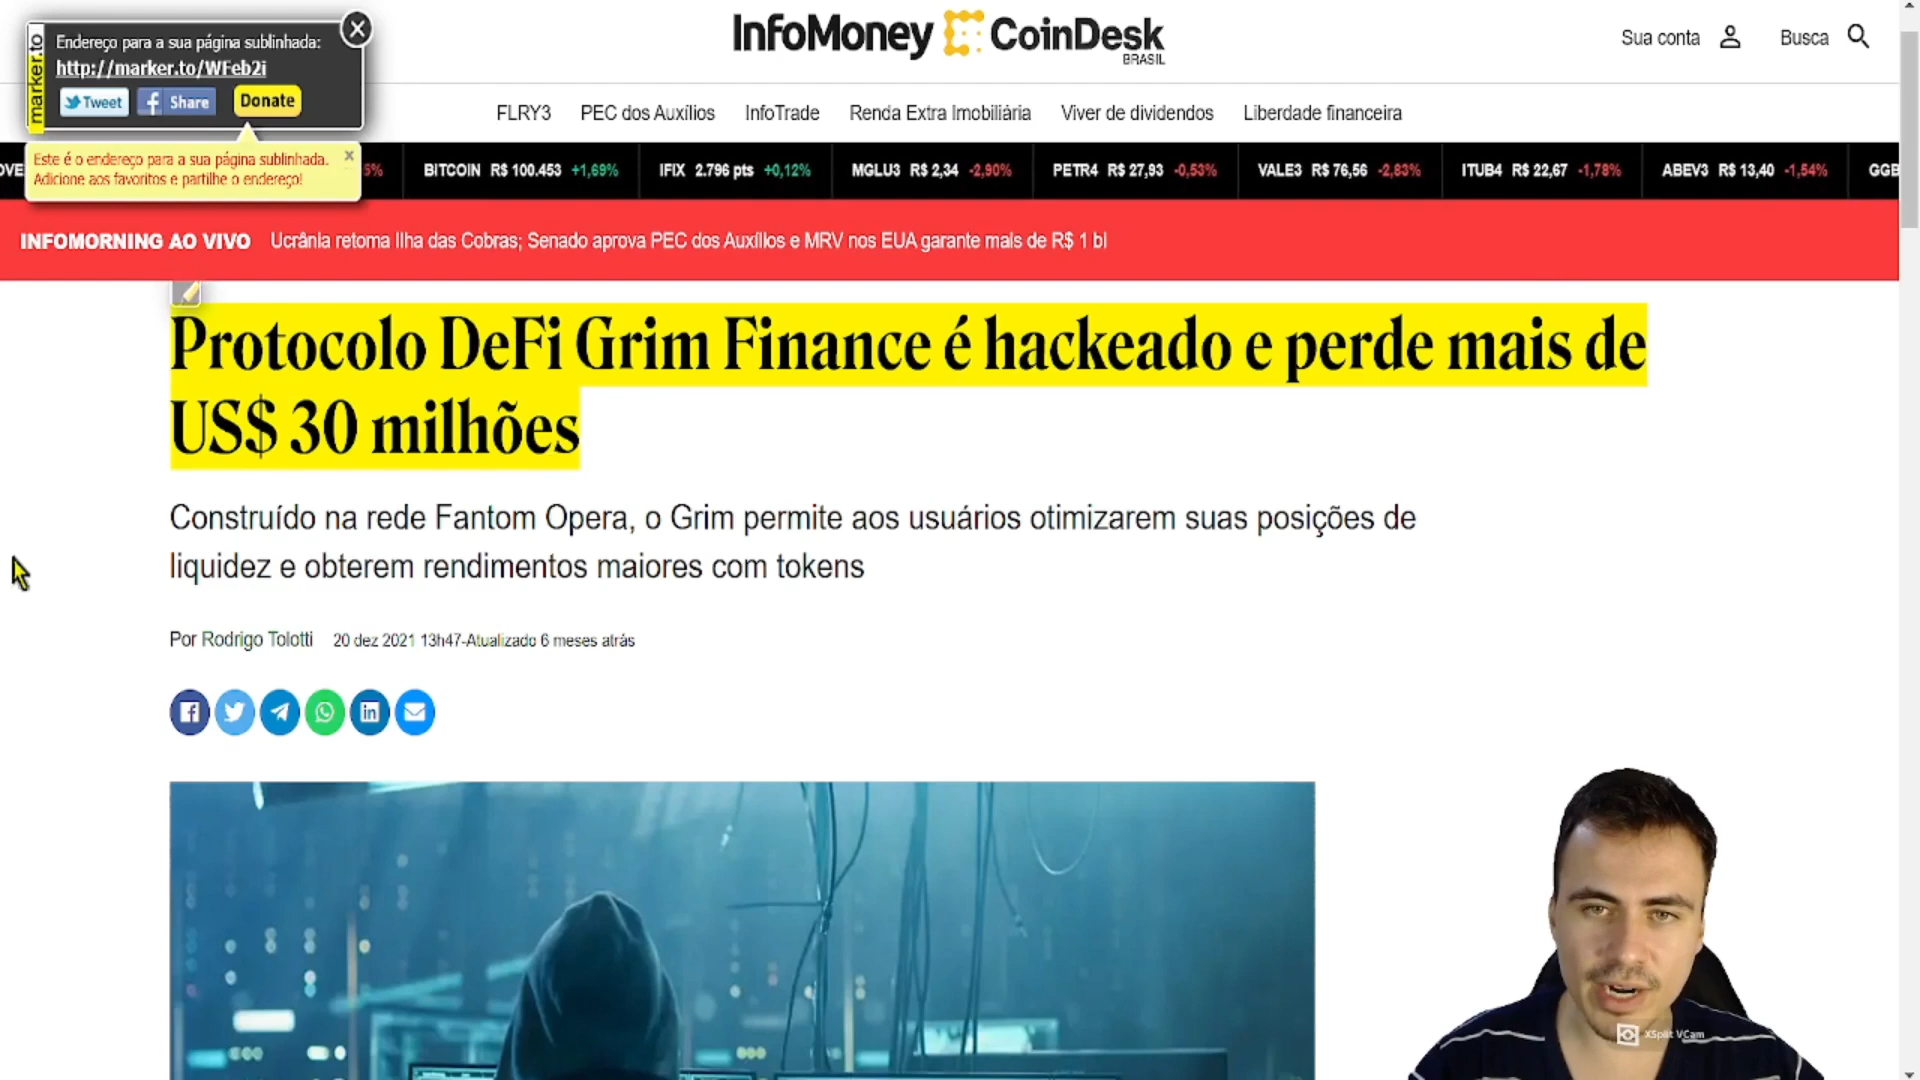 marker.to
Endereço para a sua página sublinhada:
http://marker.to/WFeb2i
Tweet
Share
Donate
Este é o endereço para a sua página sublinhada.
Adicione aos favoritos e partilhe o endereço!
InfoMoney CoinDesk
BRASIL
Sua conta
Busca
FLRY3
PEC dos Auxílios
InfoTrade
Renda Extra Imobiliária
Viver de dividendos
Liberdade financeira
BITCOIN R$ 100.453 +1,69%
IFIX 2.796 pts +0,12%
MGLU3 R$ 2,34 -2,90%
PETR4 R$ 27,93 -0,53%
VALE3 R$ 76,56 -2,83%
ITUB4 R$ 22,67 -1,78%
ABEV3 R$ 13,40 -1,54%
INFOMORNING AO VIVO Ucrânia retoma Ilha das Cobras; Senado aprova PEC dos Auxílios e MRV nos EUA garante mais de R$ 1 bi
Protocolo DeFi Grim Finance é hackeado e perde mais de
US$ 30 milhões
Construído na rede Fantom Opera, o Grim permite aos usuários otimizarem suas posições de
liquidez e obterem rendimentos maiores com tokens
Por Rodrigo Tolotti 20 dez 2021 13h47-Atualizado 6 meses atrás
XSplit VCam